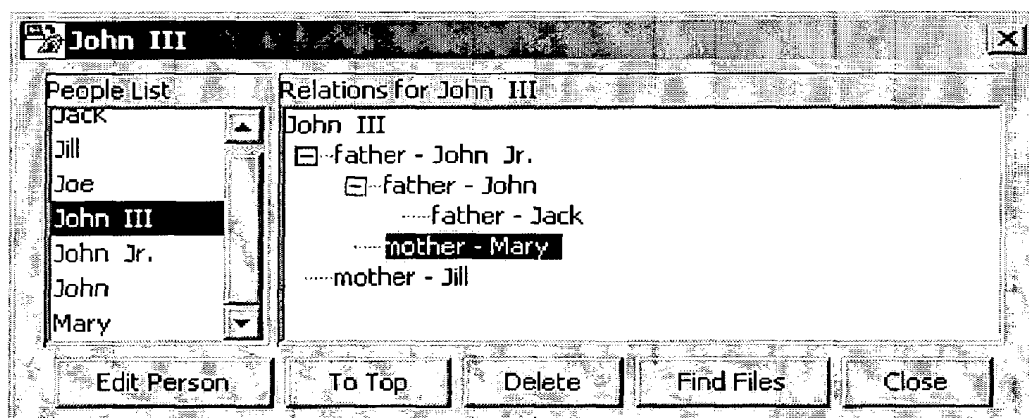 John III
People List
Jack
Jill
Joe
John III
John Jr.
John
Mary
Relations for John III
John III
father - John Jr.
father - John
father - Jack
mother - Mary
mother - Jill
Edit Person
To Top
Delete
Find Files
Close